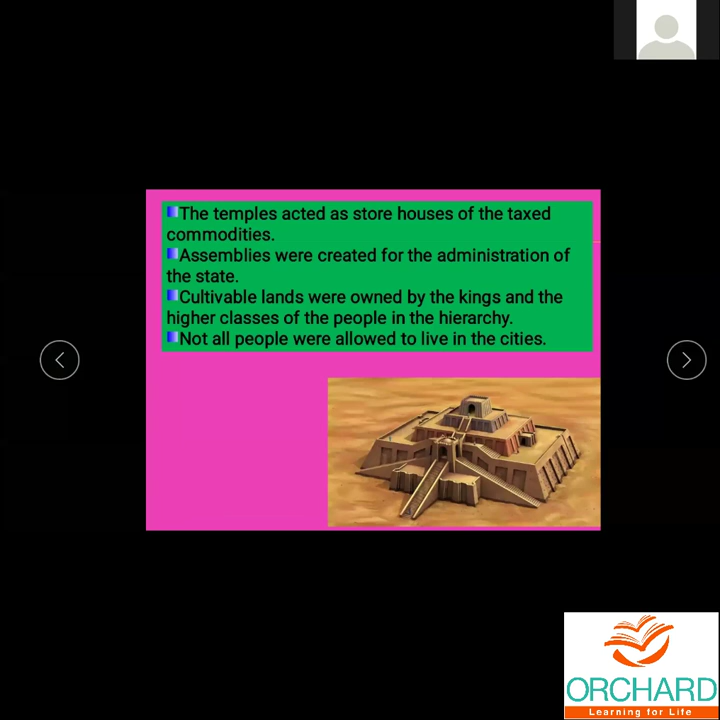 The temples acted as store houses of the taxed
commodities.
Assemblies were created for the administration of
the state.
Cultivable lands were owned by the kings and the
higher classes of the people in the hierarchy.
Not all people were allowed to live in the cities.
ORCHARD
Learning for Life